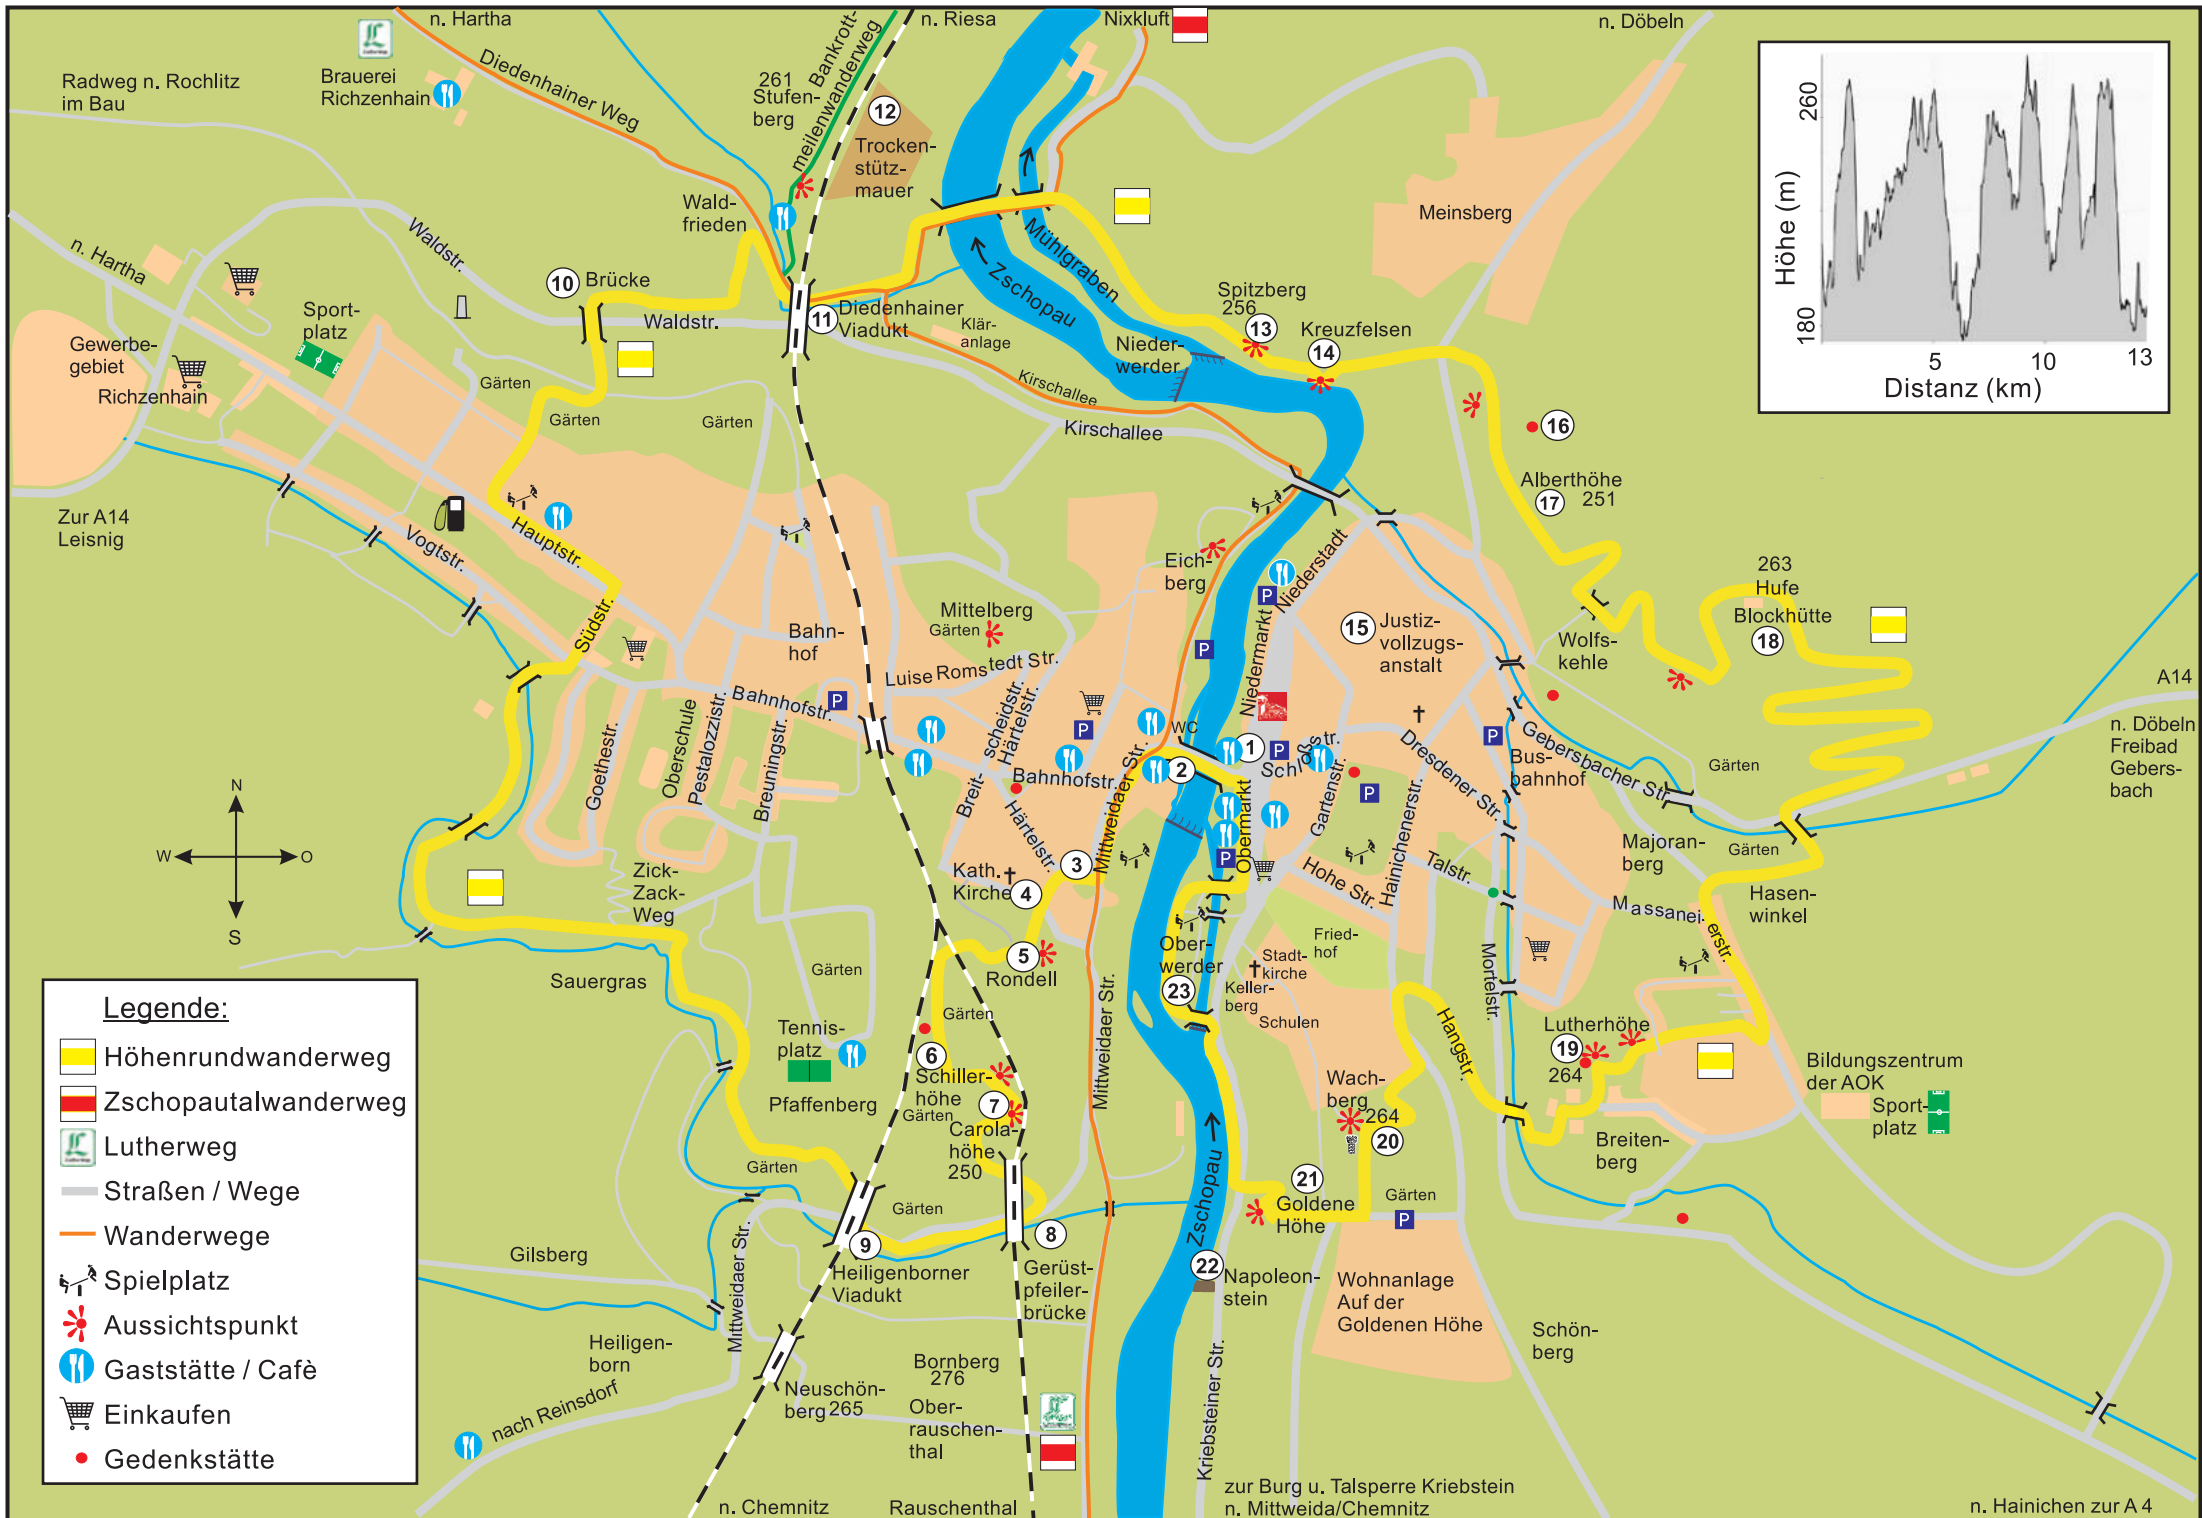 n. Hartha
n. Riesa
Nixkluft
n. Döbeln
Radweg n. Rochlitz
im Bau
Brauerei
Richzenhain
Diedenhainer Weg
261
Stufen-
berg
Bankrott-
meilenwanderweg
12
Trocken-
stütz-
mauer
Wald-
frieden
Meinsberg
Höhe (m)
260
180
5
10
13
Distanz (km)
n. Hartha
Waldstr.
10
Brücke
Waldstr.
11
Diedenhainer
Viadukt
Klär-
anlage
Zschopau
Mühlgraben
Nieder-
werder
Spitzberg
256
13
Kreuzfelsen
14
Sport-
platz
Gewerbe-
gebiet
Richzenhain
Gärten
Gärten
Gärten
Kirschallee
Kirschallee
16
Alberthöhe
17
251
Zur A14
Leisnig
Vogtstr.
Hauptstr.
Südstr.
Eich-
berg
Niederstadt
263
Hufe
Blockhütte
18
Mittelberg
Gärten
Bahn-
hof
Luise Romstedt Str.
Niedermarkt
15
Justiz-
vollzugs-
anstalt
Wolfs-
kehle
A14
n. Döbeln
Freibad
Gebers-
bach
Bahnhofstr.
Breit-
scheidstr.
Härtelstr.
WC
1
2
Schloßstr.
Dresdener Str.
Bus-
bahnhof
Gebersbacher Str.
Gärten
Goethestr.
Oberschule
Pestalozzistr.
Breuningstr.
Bahnhofstr.
Härtelstr.
Mittweidaer Str.
Obermarkt
Gartenstr.
Hainichenerstr.
N
W
O
S
Zick-
Zack-
Weg
Kath.
Kirche
3
4
Hohe Str.
Talstr.
Majoran-
berg
Gärten
Hasen-
winkel
Massaneierstr.
Sauergras
Gärten
5
Rondell
Ober-
werder
23
Stadt-
kirche
Fried-
hof
Keller-
berg
Schulen
Mortelstr.
Hangstr.
Lutherhöhe
19
264
Bildungszentrum
der AOK
Sport-
platz
Tennis-
platz
Pfaffenberg
Gärten
6
Schiller-
höhe
Gärten
7
Carola-
höhe
250
Mittweidaer Str.
Wach-
berg
264
20
Breiten-
berg
Gärten
Gärten
9
Heiligenborner
Viadukt
8
Gerüst-
pfeiler-
brücke
Zschopau
21
Goldene
Höhe
Gärten
22
Napoleon-
stein
Wohnanlage
Auf der
Goldenen Höhe
Schön-
berg
Gilsberg
Mittweidaer Str.
Heiligen-
born
nach Reinsdorf
Neuschön-
berg 265
Bornberg
276
Ober-
rauschen-
thal
Kriebsteiner Str.
n. Chemnitz
Rauschenthal
zur Burg u. Talsperre Kriebstein
n. Mittweida/Chemnitz
n. Hainichen zur A 4
P
P
P
P
P
P
P
P
P
Legende:
Höhenrundwanderweg
Zschopautalwanderweg
Lutherweg
Straßen / Wege
Wanderwege
Spielplatz
Aussichtspunkt
Gaststätte / Cafè
Einkaufen
Gedenkstätte